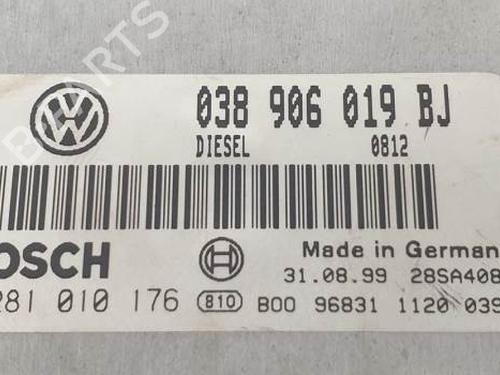 038 906 019 BJ
DIESEL 0812
BOSCH Made in German
31.08.99 28SA408
281 010 176 810 B00 96831 1120 039